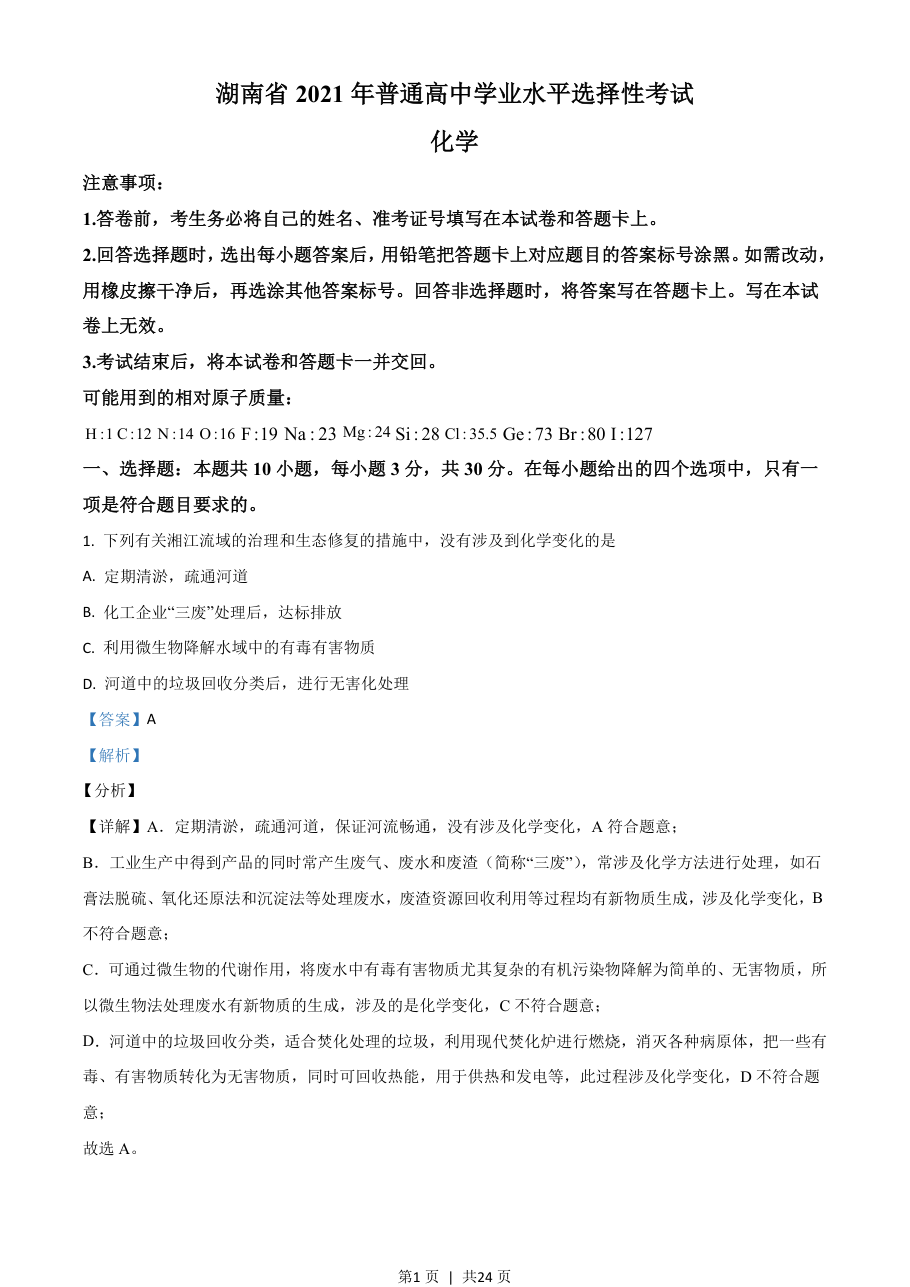 湖南省 2021 年普通高中学业水平选择性考试
化学
注意事项：
1.答卷前，考生务必将自己的姓名、准考证号填写在本试卷和答题卡上。
2.回答选择题时，选出每小题答案后，用铅笔把答题卡上对应题目的答案标号涂黑。如需改动，
用橡皮擦干净后，再选涂其他答案标号。回答非选择题时，将答案写在答题卡上。写在本试
卷上无效。
3.考试结束后，将本试卷和答题卡一并交回。
可能用到的相对原子质量：
H:1 C:12 N:14 O:16 F:19 Na:23 Mg:24 Si:28 Cl:35.5 Ge:73 Br:80 I:127
一、选择题：本题共 10 小题，每小题 3 分，共 30 分。在每小题给出的四个选项中，只有一
项是符合题目要求的。
1. 下列有关湘江流域的治理和生态修复的措施中，没有涉及到化学变化的是
A. 定期清淤，疏通河道
B. 化工企业“三废”处理后，达标排放
C. 利用微生物降解水域中的有毒有害物质
D. 河道中的垃圾回收分类后，进行无害化处理
【答案】A
【解析】
【分析】
【详解】A．定期清淤，疏通河道，保证河流畅通，没有涉及化学变化，A 符合题意；
B．工业生产中得到产品的同时常产生废气、废水和废渣（简称“三废”），常涉及化学方法进行处理，如石
膏法脱硫、氧化还原法和沉淀法等处理废水，废渣资源回收利用等过程均有新物质生成，涉及化学变化，B
不符合题意；
C．可通过微生物的代谢作用，将废水中有毒有害物质尤其复杂的有机污染物降解为简单的、无害物质，所
以微生物法处理废水有新物质的生成，涉及的是化学变化，C 不符合题意；
D．河道中的垃圾回收分类，适合焚化处理的垃圾，利用现代焚化炉进行燃烧，消灭各种病原体，把一些有
毒、有害物质转化为无害物质，同时可回收热能，用于供热和发电等，此过程涉及化学变化，D 不符合题
意；
故选 A。
第1 页 | 共24 页